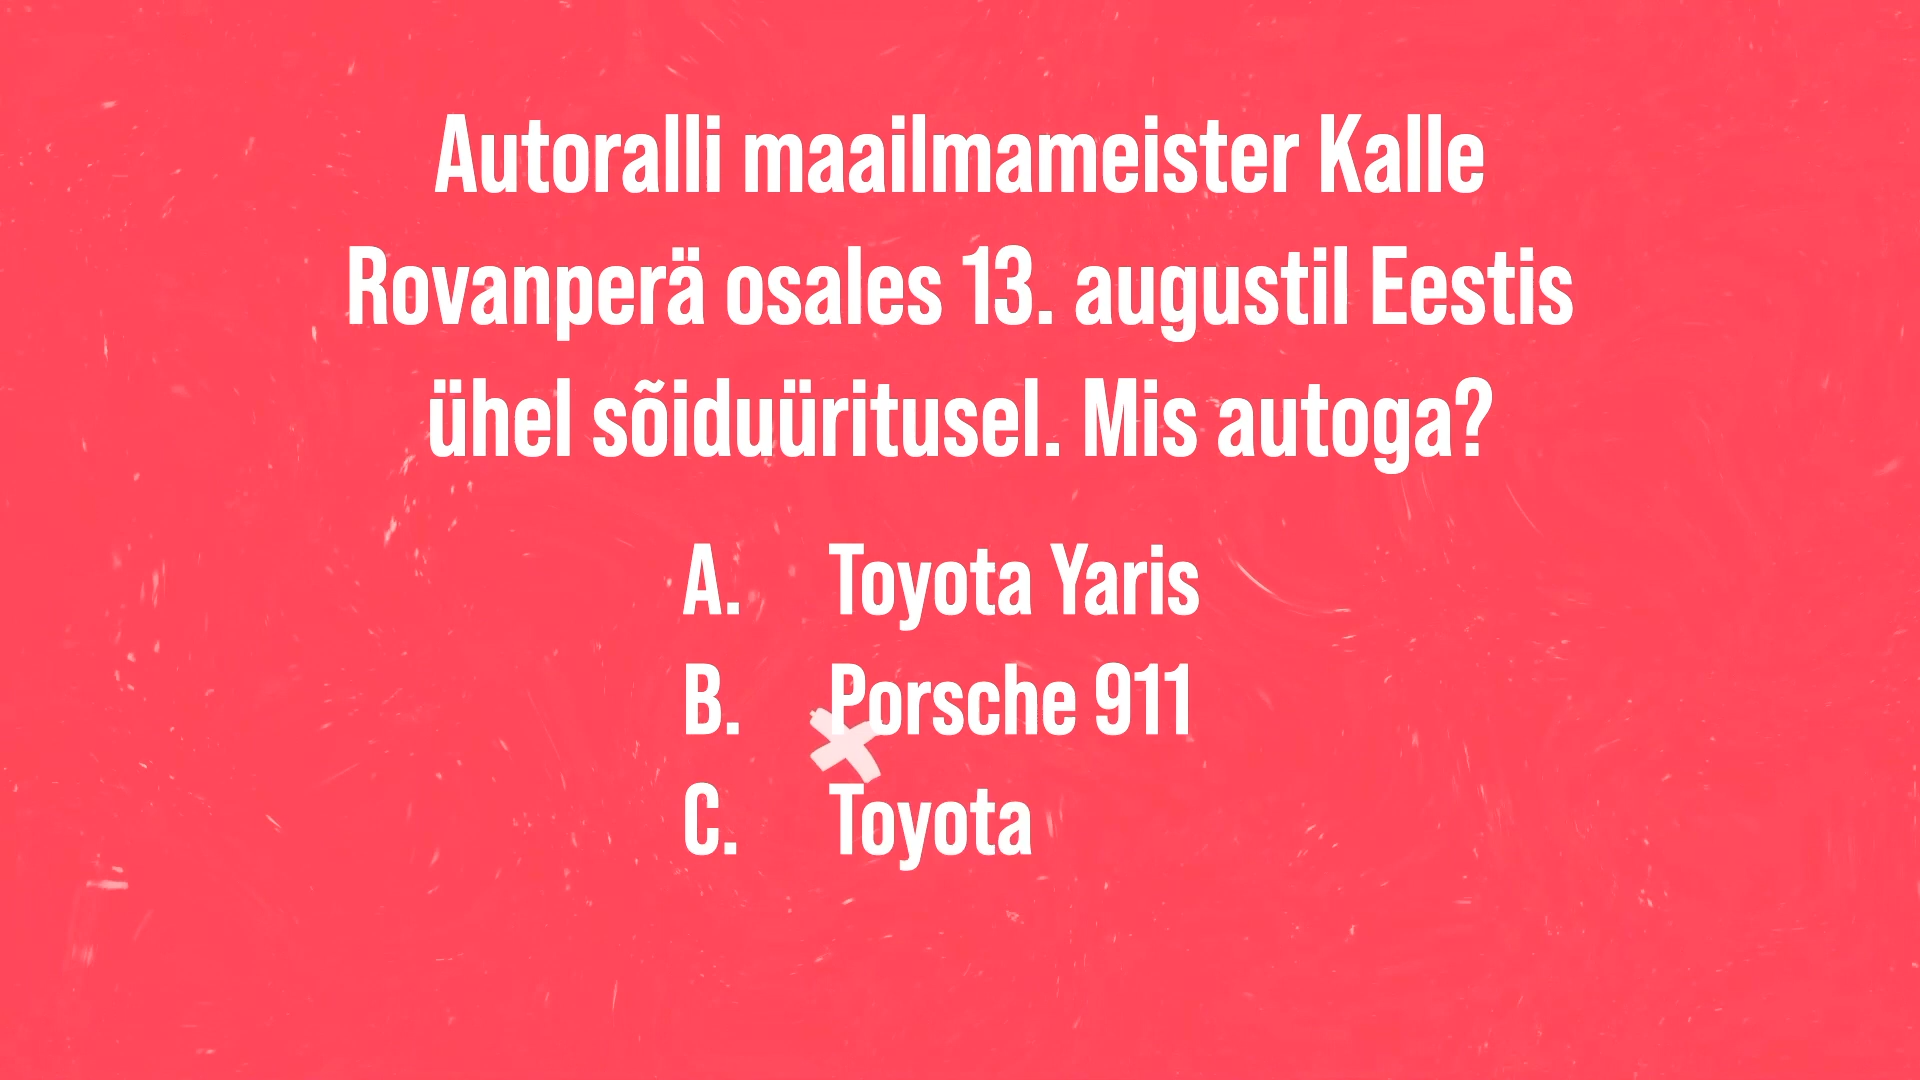 Autoralli maailmameister Kalle
Rovanperä osales 13. augustil Eestis
ühel sõiduüritusel. Mis autoga?
A. Toyota Yaris
B. Porsche 911
C. Toyota